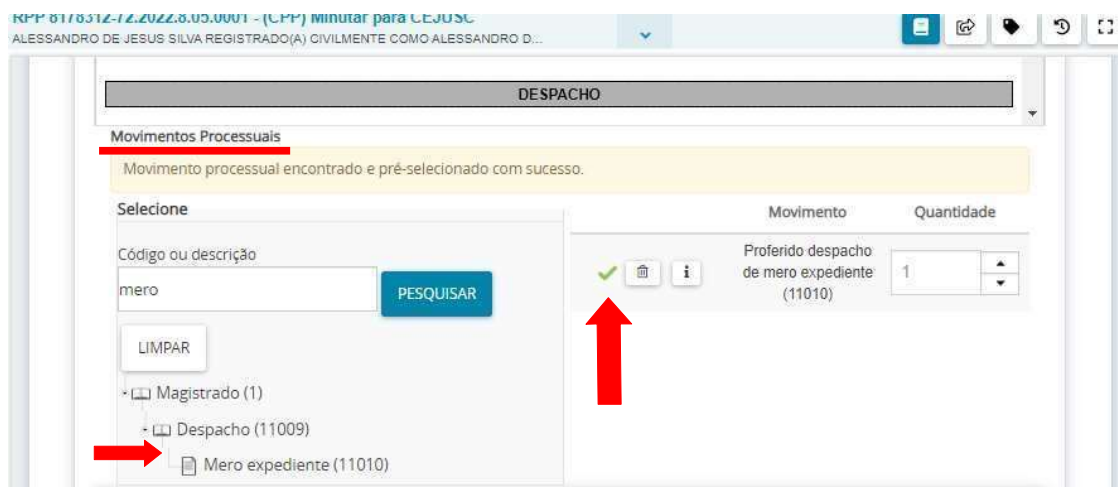 RPP 8178312-72.2022.8.05.0001 - (CPP) Minutar para CEJUSC
ALESSANDRO DE JESUS SILVA REGISTRADO(A) CIVILMENTE COMO ALESSANDRO D...
DESPACHO
Movimentos Processuais
Movimento processual encontrado e pré-selecionado com sucesso.
Selecione
Código ou descrição
mero
PESQUISAR
LIMPAR
Magistrado (1)
Despacho (11009)
Mero expediente (11010)
Movimento Quantidade
Proferido despacho
de mero expediente
(11010)
i
1